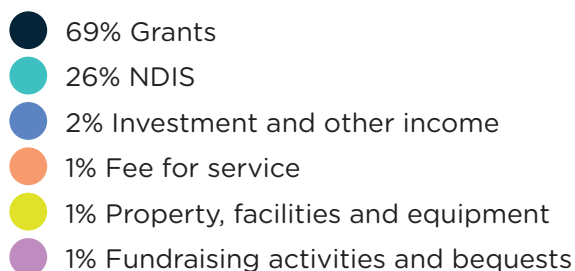 69% Grants
26% NDIS
2% Investment and other income
1% Fee for service
1% Property, facilities and equipment
1% Fundraising activities and bequests